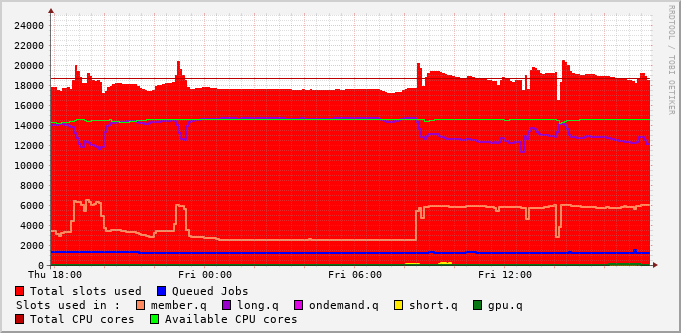 RRDTOOL / TOBI OETIKER
24000
22000
20000
18000
16000
14000
12000
10000
8000
6000
4000
2000
0
Thu 18:00 Fri 00:00 Fri 06:00 Fri 12:00
Total slots used Queued Jobs
Slots used in : member.q long.q ondemand.q short.q gpu.q
Total CPU cores Available CPU cores